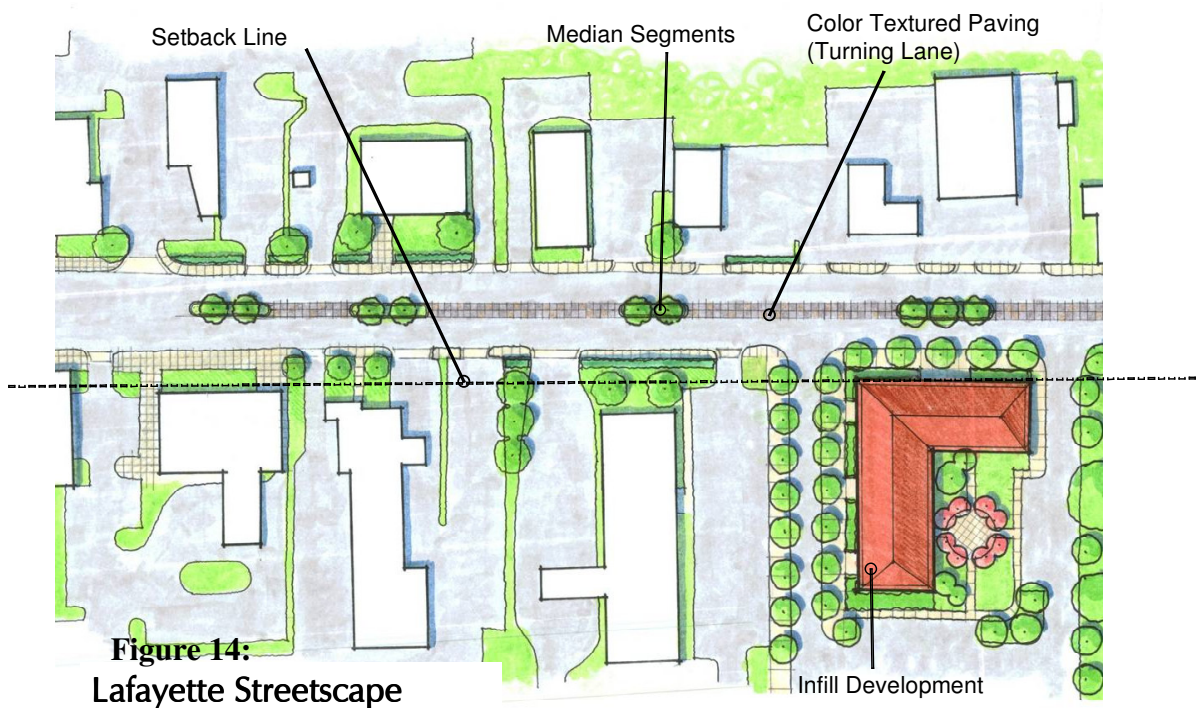 Setback Line
Median Segments
Color Textured Paving
(Turning Lane)
Figure 14:
Lafayette Streetscape
Infill Development